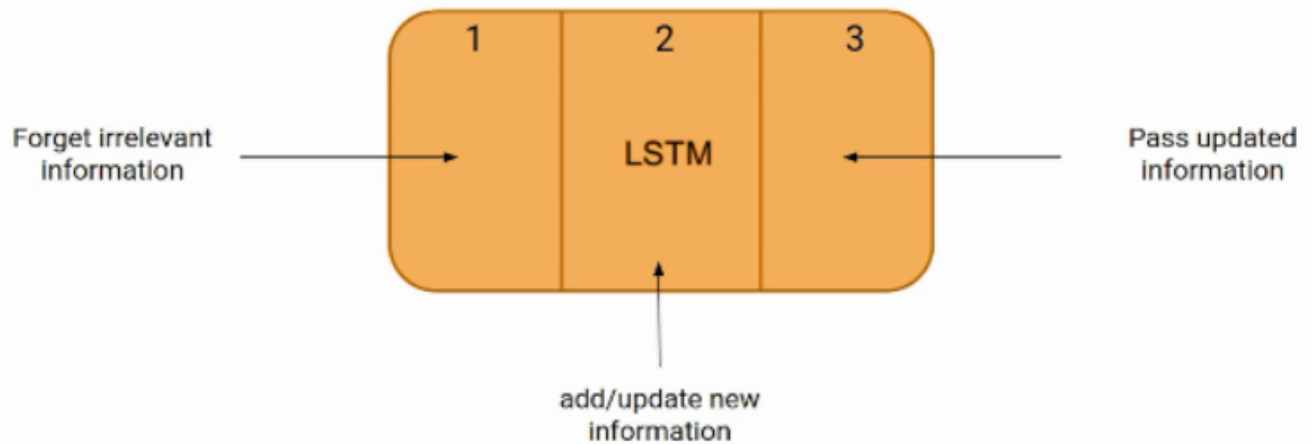 1 2 3
Forget irrelevant
information
LSTM
Pass updated
information
add/update new
information